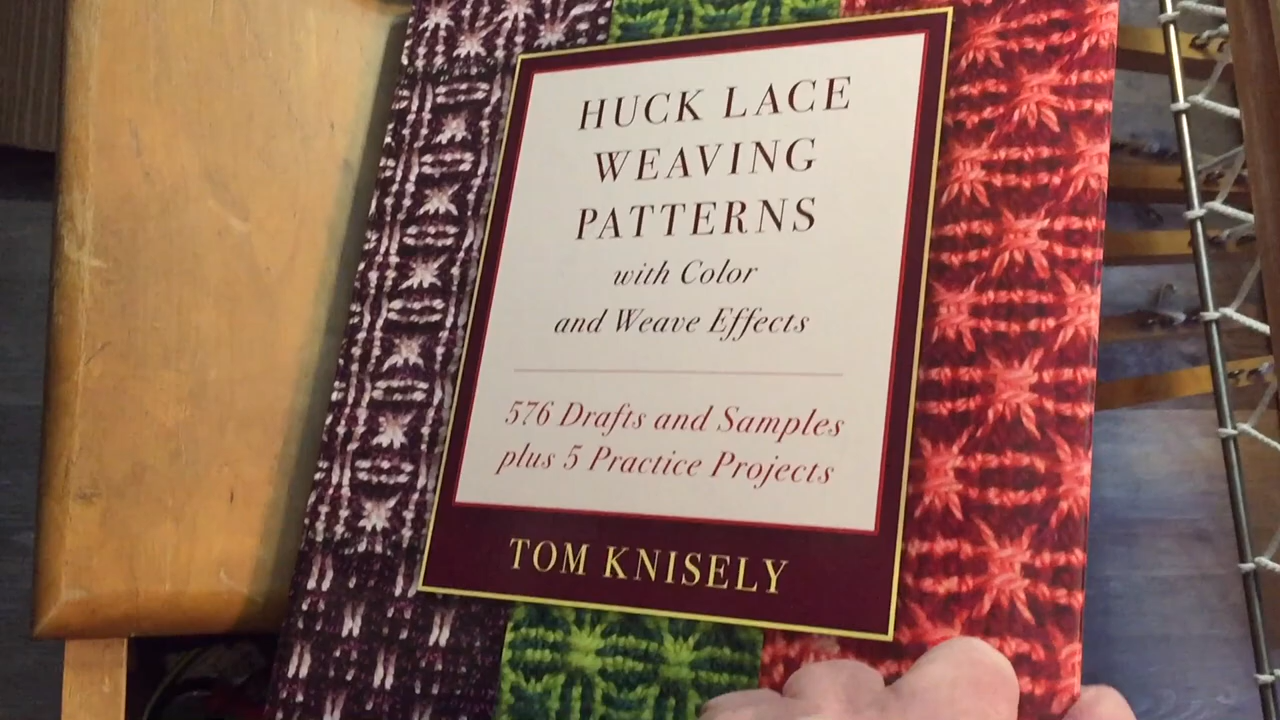 HUCK LACE
WEAVING
PATTERNS
with Color
and Weave Effects
576 Drafts and Samples
plus 5 Practice Projects
TOM KNISELY